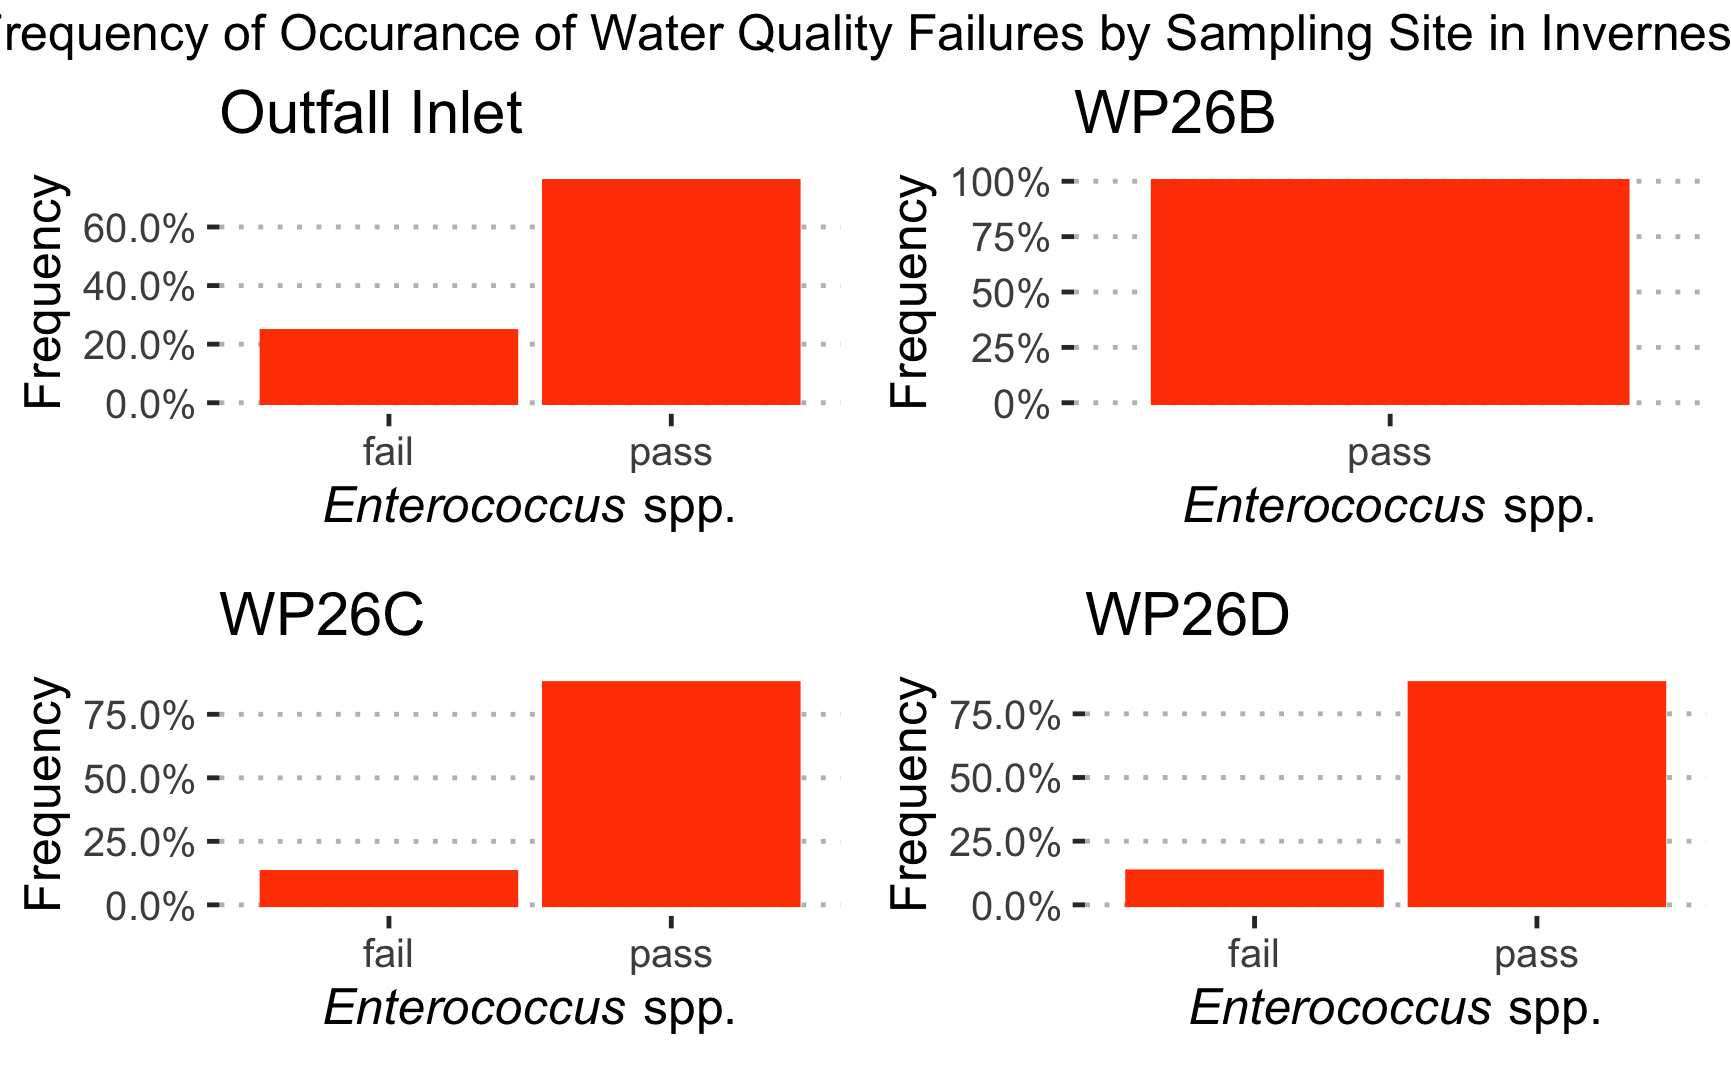 requency of Occurance of Water Quality Failures by Sampling Site in Invernes
Outfall Inlet
Frequency
60.0%
40.0%
20.0%
0.0%
fail pass
Enterococcus spp.
WP26B
Frequency
100%
75%
50%
25%
0%
pass
Enterococcus spp.
WP26C
Frequency
75.0%
50.0%
25.0%
0.0%
fail pass
Enterococcus spp.
WP26D
Frequency
75.0%
50.0%
25.0%
0.0%
fail pass
Enterococcus spp.